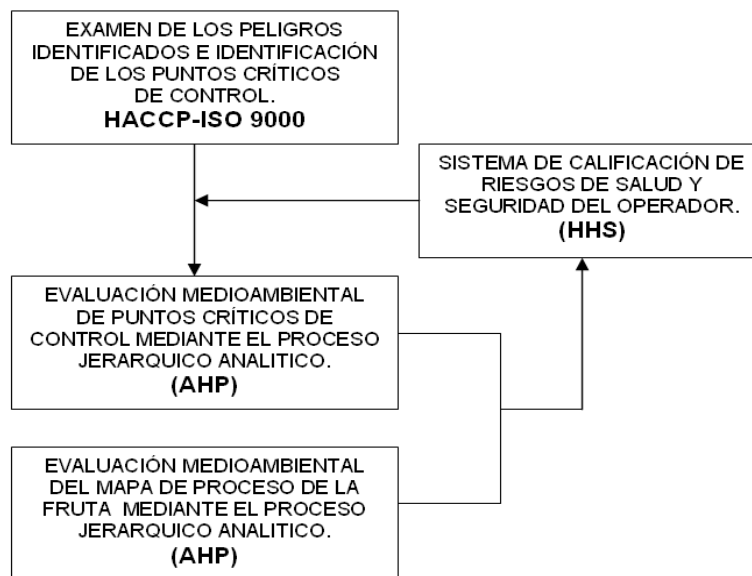 EXAMEN DE LOS PELIGROS
IDENTIFICADOS E IDENTIFICACIÓN
DE LOS PUNTOS CRÍTICOS
DE CONTROL.
HACCP-ISO 9000
SISTEMA DE CALIFICACIÓN DE
RIESGOS DE SALUD Y
SEGURIDAD DEL OPERADOR.
(HHS)
EVALUACIÓN MEDIOAMBIENTAL
DE PUNTOS CRÍTICOS DE
CONTROL MEDIANTE EL PROCESO
JERARQUICO ANALITICO.
(AHP)
EVALUACIÓN MEDIOAMBIENTAL
DEL MAPA DE PROCESO DE LA
FRUTA MEDIANTE EL PROCESO
JERARQUICO ANALITICO.
(AHP)